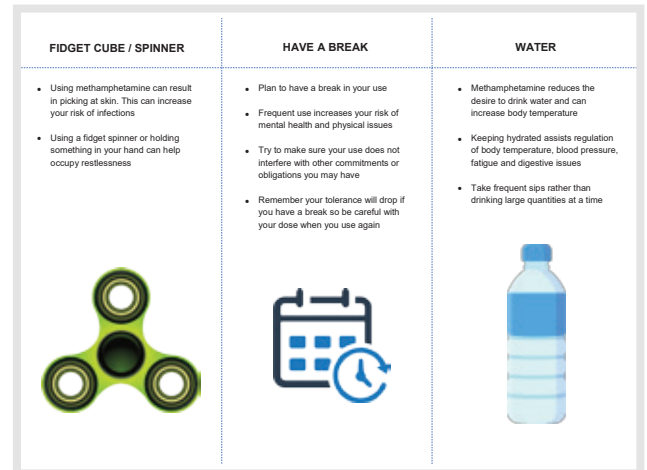 FIDGET CUBE / SPINNER
• Using methamphetamine can result
in picking at skin. This can increase
your risk of infections
• Using a fidget spinner or holding
something in your hand can help
occupy restlessness
HAVE A BREAK
• Plan to have a break in your use
• Frequent use increases your risk of
mental health and physical issues
• Try to make sure your use does not
interfere with other commitments or
obligations you may have
• Remember your tolerance will drop if
you have a break so be careful with
your dose when you use again
WATER
• Methamphetamine reduces the
desire to drink water and can
increase body temperature
• Keeping hydrated assists regulation
of body temperature, blood pressure,
fatigue and digestive issues
• Take frequent sips rather than
drinking large quantities at a time